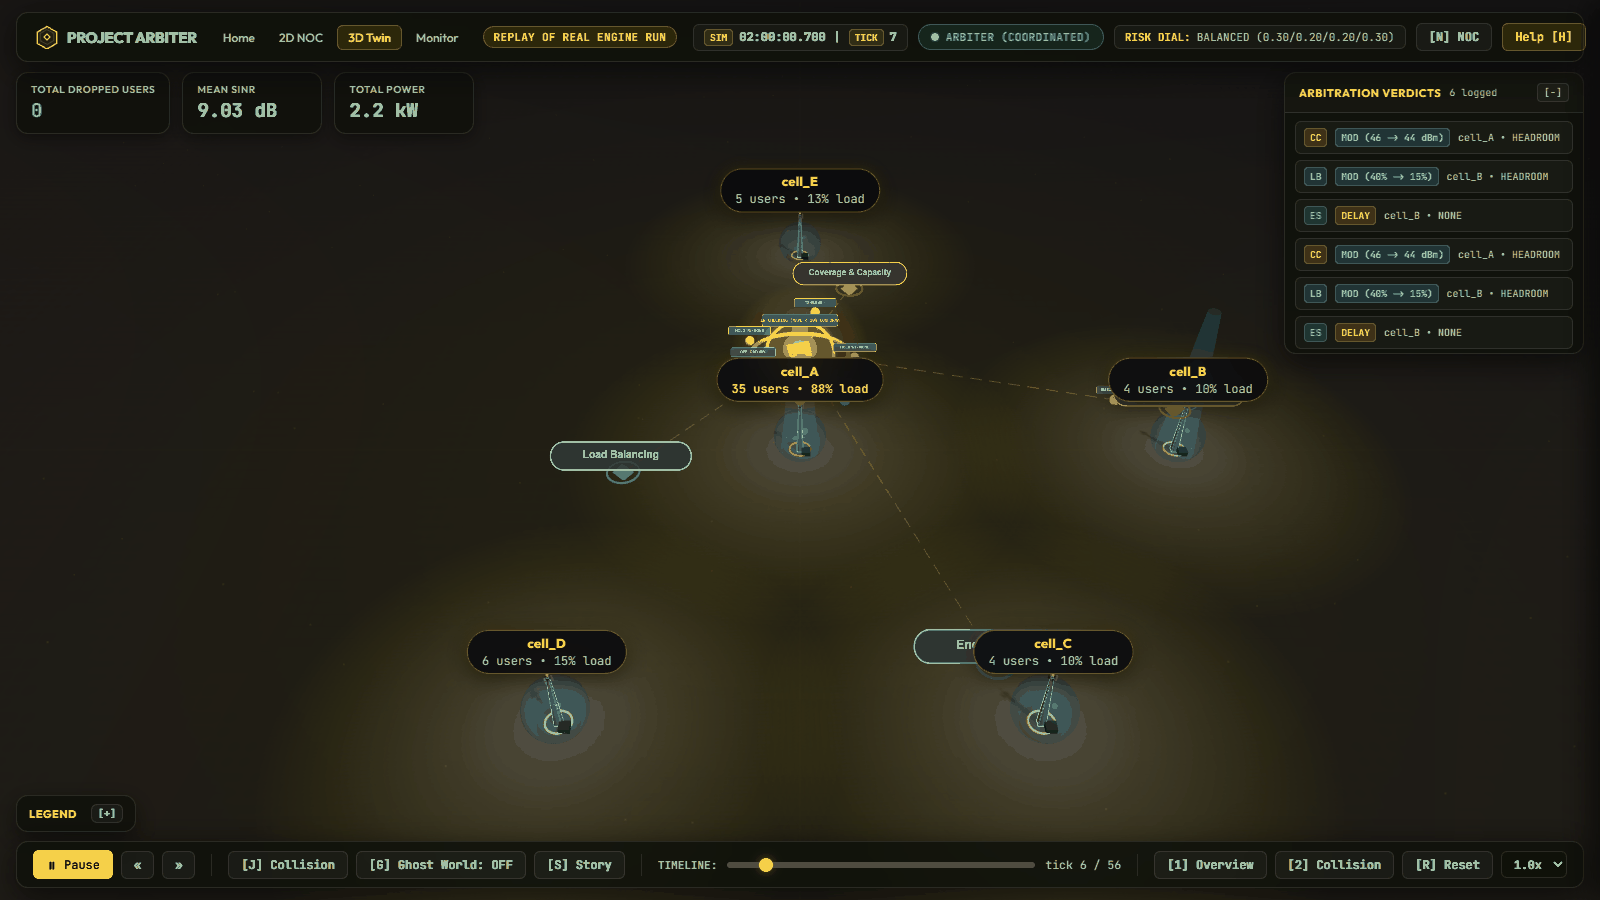 PROJECT ARBITER
Home
2D NOC
3D Twin
Monitor
REPLAY OF REAL ENGINE RUN
SIM 02:00:00.700 | TICK 7
ARBITER (COORDINATED)
RISK DIAL: BALANCED (0.30/0.20/0.20/0.30)
[N] NOC
Help [H]
TOTAL DROPPED USERS
0
MEAN SINR
9.03 dB
TOTAL POWER
2.2 kW
ARBITRATION VERDICTS 6 logged [-]
CC MOD (46 → 44 dBm) cell_A • HEADROOM
LB MOD (40% → 15%) cell_B • HEADROOM
ES DELAY cell_B • NONE
CC MOD (46 → 44 dBm) cell_A • HEADROOM
LB MOD (40% → 15%) cell_B • HEADROOM
ES DELAY cell_B • NONE
cell_E
5 users • 13% load
Coverage & Capacity
cell_A
35 users • 88% load
cell_B
4 users • 10% load
Load Balancing
cell_D
6 users • 15% load
cell_C
4 users • 10% load
LEGEND [+]
Pause
«
»
[J] Collision
[G] Ghost World: OFF
[S] Story
TIMELINE:
tick 6 / 56
[1] Overview
[2] Collision
[R] Reset
1.0x